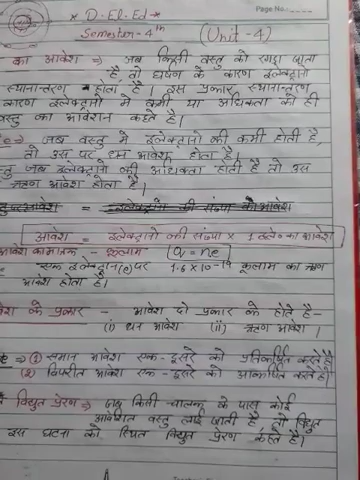 Page No.:
* D.El.Ed *
Semester - 4th (Unit - 4)
का आवेश ⇒ जब किसी वस्तु को रगड़ा जाता
है, तो घर्षण के कारण इलेक्ट्रानो
स्थानान्तरण होता है। इस प्रकार स्थानान्तरण
कारण इलेक्ट्रानो में कमी या अधिकता को ही
वस्तु का आवेशन कहते है।
⇒ जब वस्तु मे इलेक्ट्रानो की कमी होती है,
तो उस पर धन आवेश होता है।
जब इलेक्ट्रानो की अधिकता होती है तो उस
ऋण आवेश होता है।
आवेश = इलेक्ट्रानो की संख्या × 1 इले० का आवेश
आवेश का मात्रक - कूलाम Q = ne
एक इलेक्ट्रान(e) पर 1.6 × 10⁻¹⁹ कूलाम का ऋण
आवेश होता है।
के प्रकार - आवेश दो प्रकार के होते है-
(i) धन आवेश (ii) ऋण आवेश।
⇒ (1) समान आवेश एक-दूसरे को प्रतिकर्षित करते है
(2) विपरीत आवेश एक-दूसरे को आकर्षित करते है।
विद्युत प्रेरण ⇒ जब किसी चालक के पास कोई
आवेशित वस्तु लाई जाती है तो विद्युत
इस घटना को स्थित विद्युत प्रेरण कहते है।